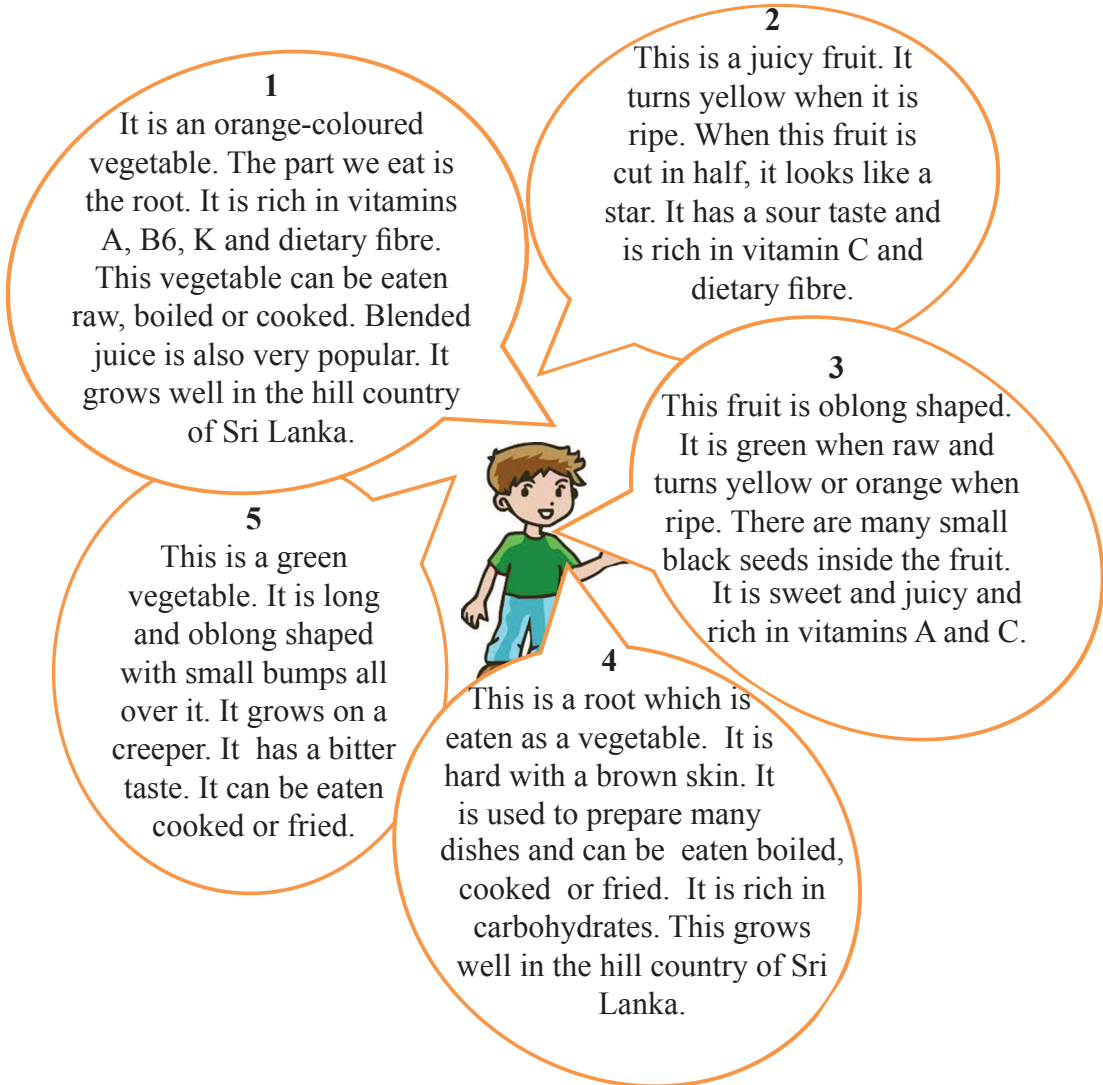 1
It is an orange-coloured
vegetable. The part we eat is
the root. It is rich in vitamins
A, B6, K and dietary fibre.
This vegetable can be eaten
raw, boiled or cooked. Blended
juice is also very popular. It
grows well in the hill country
of Sri Lanka.
2
This is a juicy fruit. It
turns yellow when it is
ripe. When this fruit is
cut in half, it looks like a
star. It has a sour taste and
is rich in vitamin C and
dietary fibre.
3
This fruit is oblong shaped.
It is green when raw and
turns yellow or orange when
ripe. There are many small
black seeds inside the fruit.
It is sweet and juicy and
rich in vitamins A and C.
4
This is a root which is
eaten as a vegetable. It is
hard with a brown skin. It
is used to prepare many
dishes and can be eaten boiled,
cooked or fried. It is rich in
carbohydrates. This grows
well in the hill country of Sri
Lanka.
5
This is a green
vegetable. It is long
and oblong shaped
with small bumps all
over it. It grows on a
creeper. It has a bitter
taste. It can be eaten
cooked or fried.